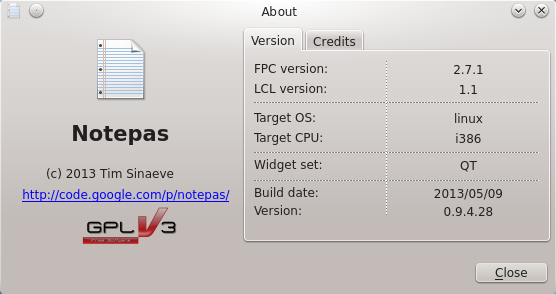 About
Notepas
(c) 2013 Tim Sinaeve
http://code.google.com/p/notepas/
GPL V3
Free Software
Version Credits
FPC version: 2.7.1
LCL version: 1.1
Target OS: linux
Target CPU: i386
Widget set: QT
Build date: 2013/05/09
Version: 0.9.4.28
Close